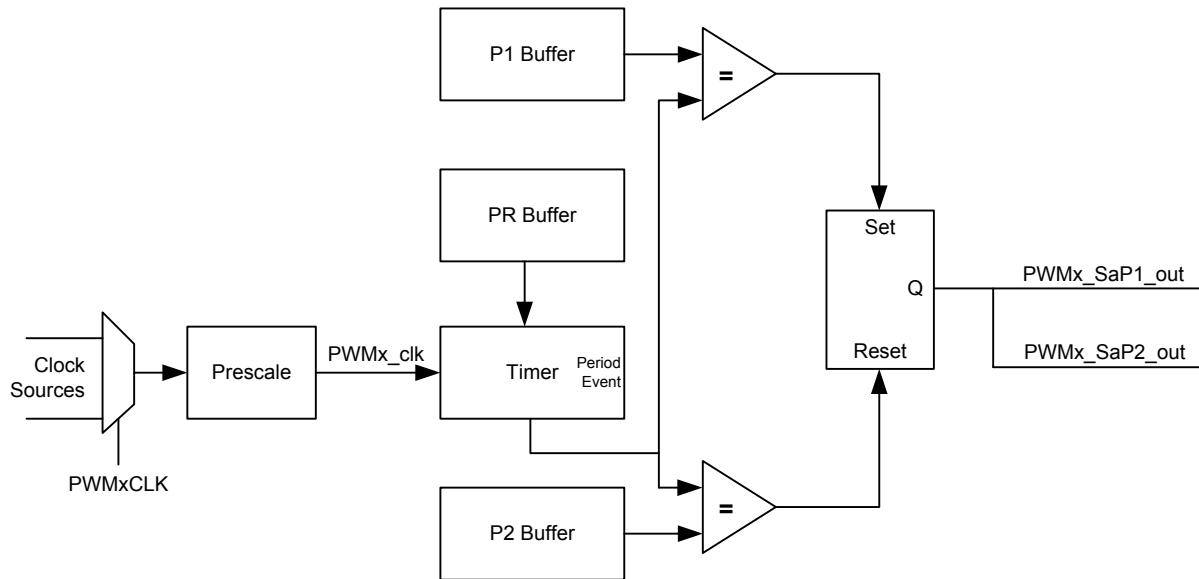 P1 Buffer
=
PR Buffer
Set
Q
PWMx_SaP1_out
Clock
Sources
Prescale
PWMx_clk
Timer
Period
Event
Reset
PWMx_SaP2_out
PWMxCLK
P2 Buffer
=